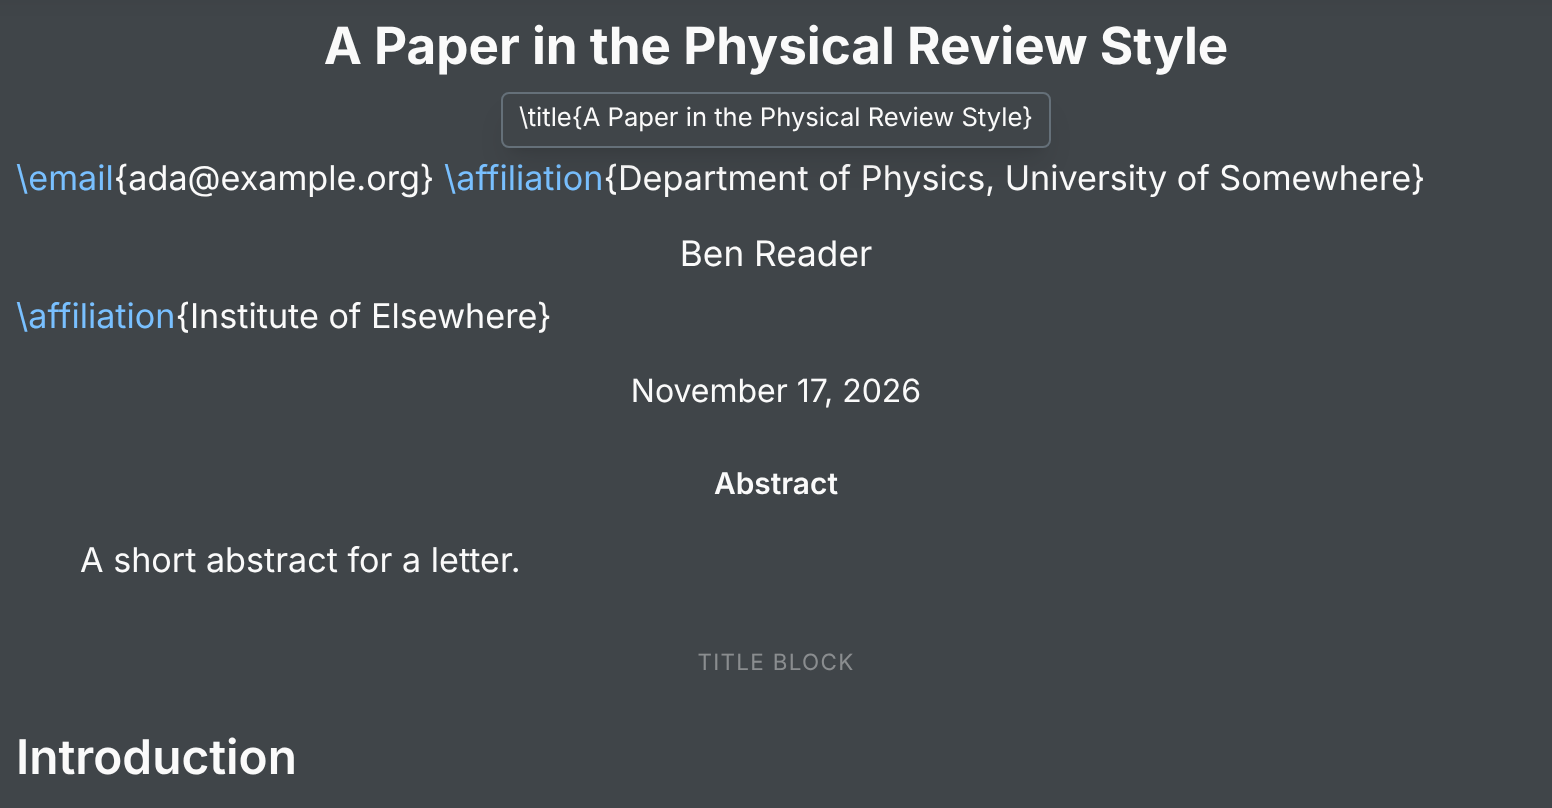 A Paper in the Physical Review Style
\title{A Paper in the Physical Review Style}
\email{ada@example.org} \affiliation{Department of Physics, University of Somewhere}
Ben Reader
\affiliation{Institute of Elsewhere}
November 17, 2026
Abstract
A short abstract for a letter.
TITLE BLOCK
Introduction